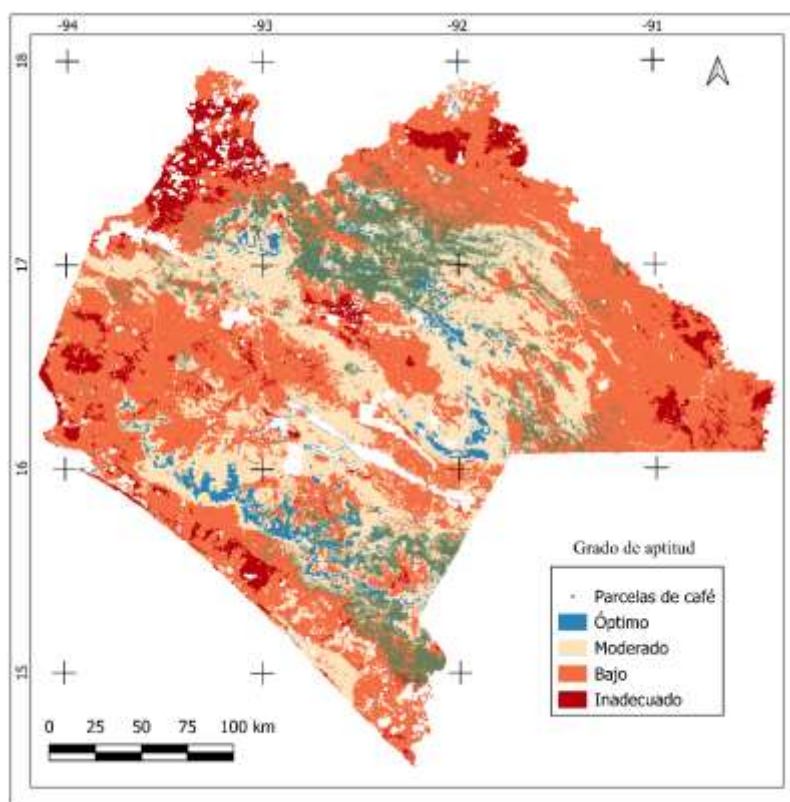 -94 -93 -92 -91
18
17
16
15
Grado de aptitud
Parcelas de café
Óptimo
Moderado
Bajo
Inadecuado
0 25 50 75 100 km